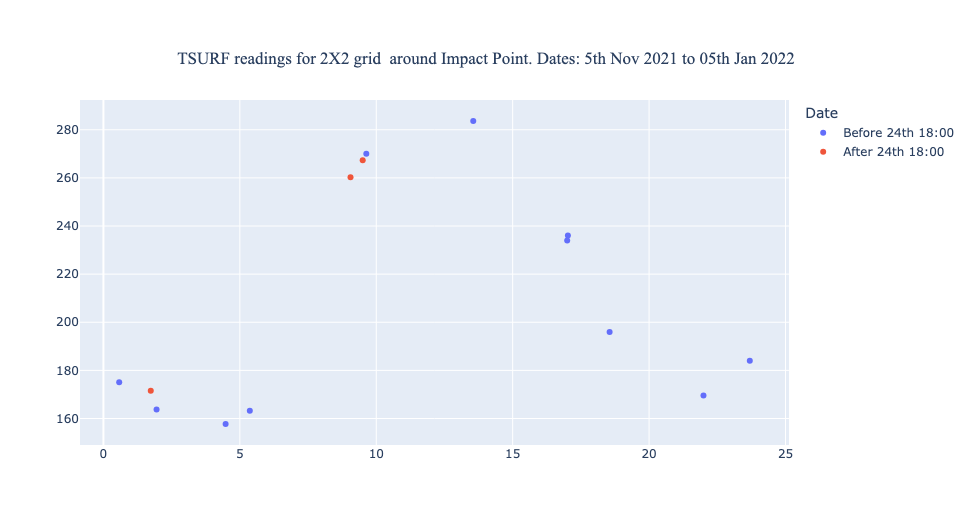 TSURF readings for 2X2 grid  around Impact Point. Dates: 5th Nov 2021 to 05th Jan 2022
Date
Before 24th 18:00
After 24th 18:00
280
260
240
220
200
180
160
0 5 10 15 20 25